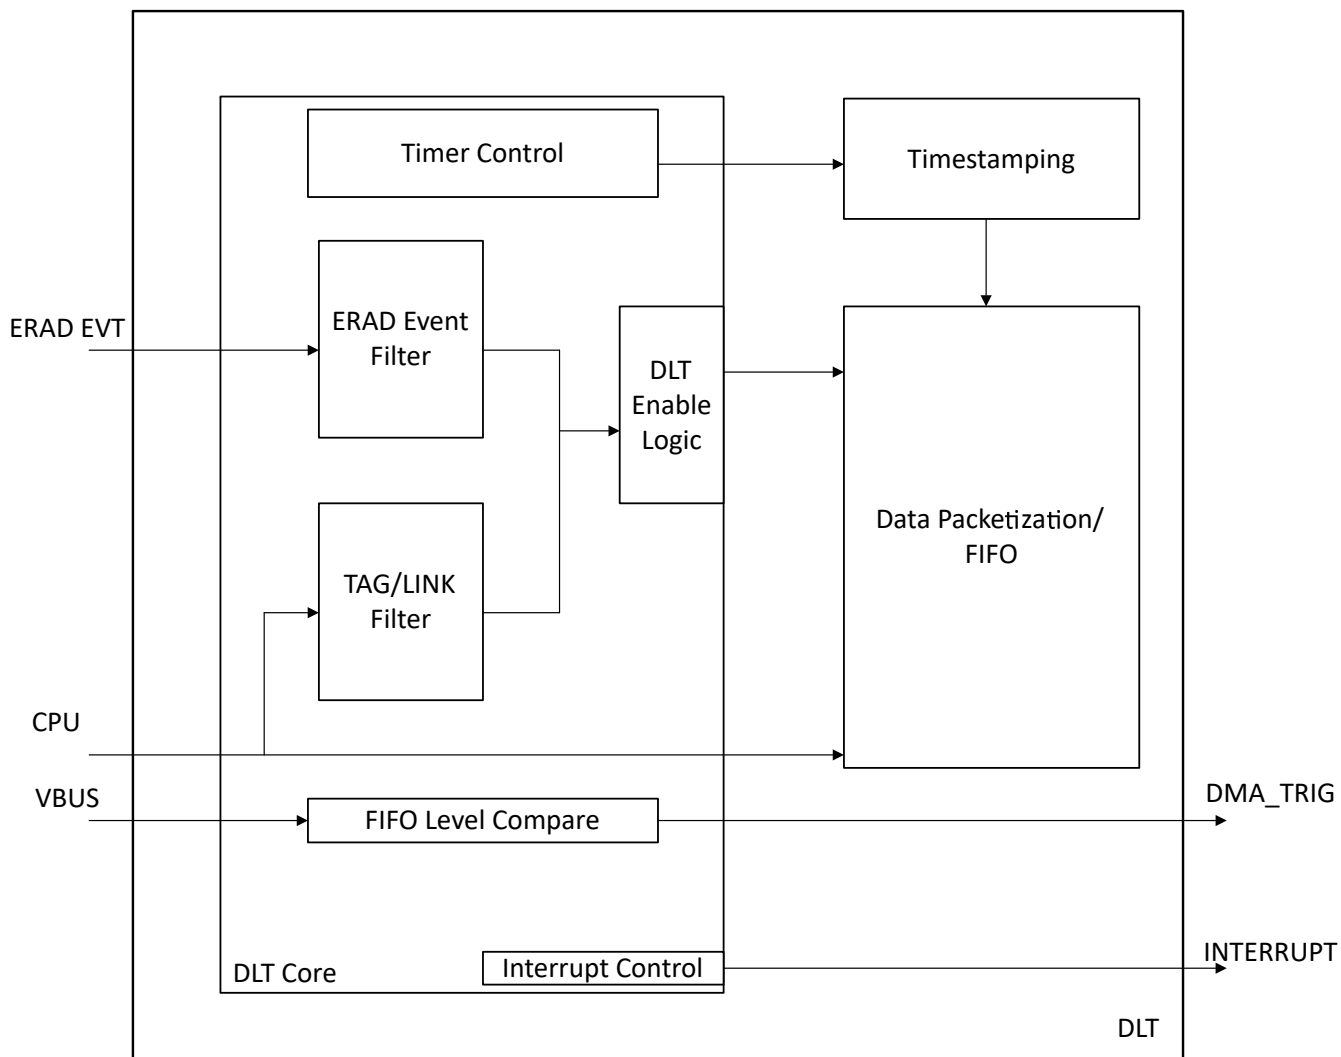 Timer Control
Timestamping
ERAD EVT
ERAD Event
Filter
DLT
Enable
Logic
Data Packetization/
FIFO
TAG/LINK
Filter
CPU
VBUS
FIFO Level Compare
DMA_TRIG
DLT Core
Interrupt Control
INTERRUPT
DLT